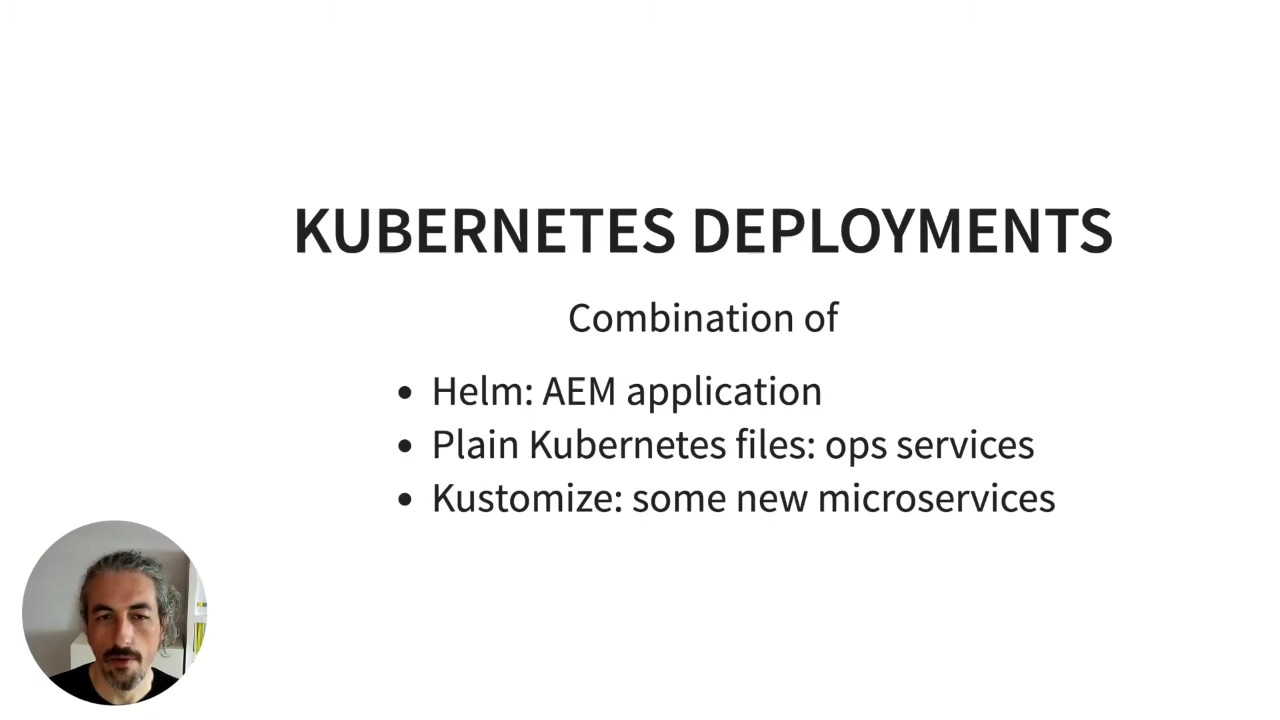 KUBERNETES DEPLOYMENTS
Combination of
• Helm: AEM application
• Plain Kubernetes files: ops services
• Kustomize: some new microservices